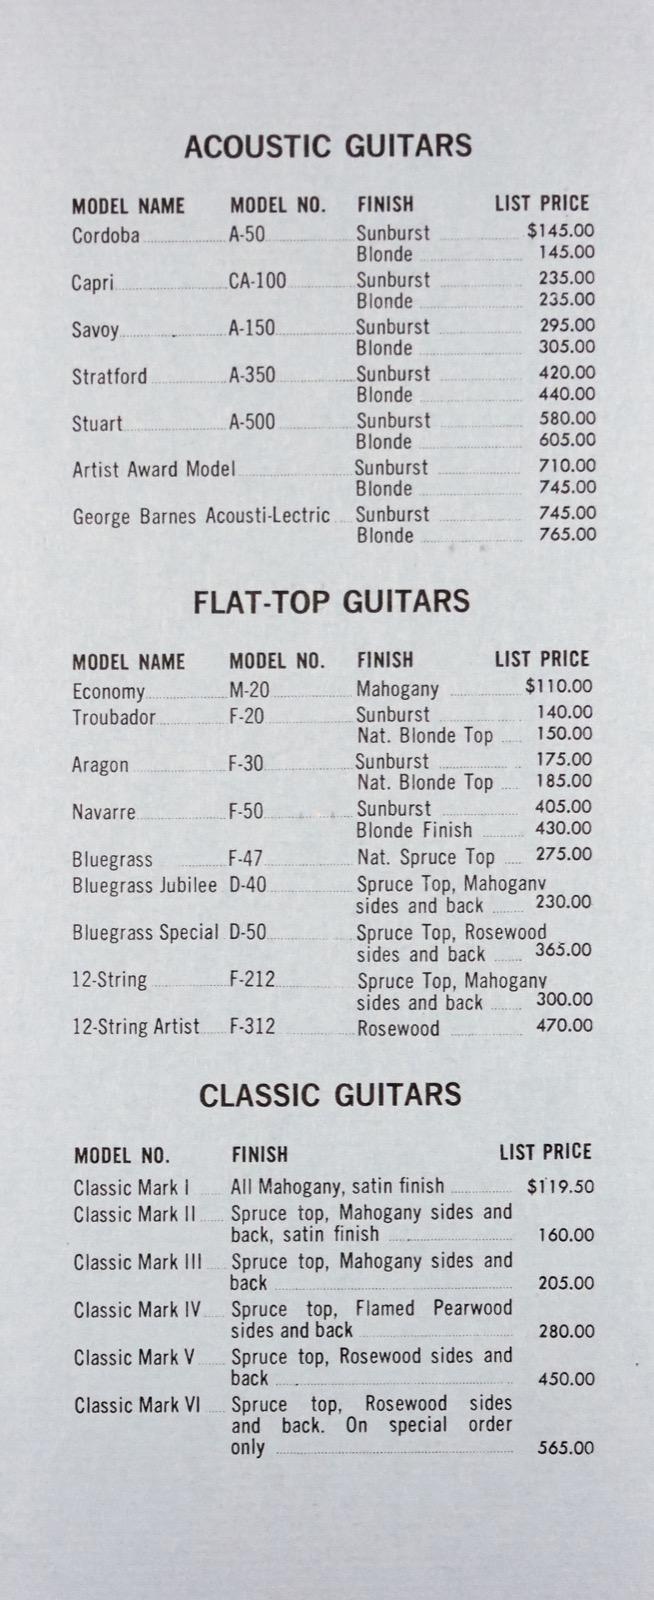 ACOUSTIC GUITARS
MODEL NAME MODEL NO. FINISH LIST PRICE
Cordoba A-50 Sunburst $145.00
Blonde 145.00
Capri CA-100 Sunburst 235.00
Blonde 235.00
Savoy A-150 Sunburst 295.00
Blonde 305.00
Stratford A-350 Sunburst 420.00
Blonde 440.00
Stuart A-500 Sunburst 580.00
Blonde 605.00
Artist Award Model Sunburst 710.00
Blonde 745.00
George Barnes Acousti-Lectric Sunburst 745.00
Blonde 765.00
FLAT-TOP GUITARS
MODEL NAME MODEL NO. FINISH LIST PRICE
Economy M-20 Mahogany $110.00
Troubador F-20 Sunburst 140.00
Nat. Blonde Top 150.00
Aragon F-30 Sunburst 175.00
Nat. Blonde Top 185.00
Navarre F-50 Sunburst 405.00
Blonde Finish 430.00
Bluegrass F-47 Nat. Spruce Top 275.00
Bluegrass Jubilee D-40 Spruce Top, Mahogany
sides and back 230.00
Bluegrass Special D-50 Spruce Top, Rosewood
sides and back 365.00
12-String F-212 Spruce Top, Mahogany
sides and back 300.00
12-String Artist F-312 Rosewood 470.00
CLASSIC GUITARS
MODEL NO. FINISH LIST PRICE
Classic Mark I All Mahogany, satin finish $119.50
Classic Mark II Spruce top, Mahogany sides and
back, satin finish 160.00
Classic Mark III Spruce top, Mahogany sides and
back 205.00
Classic Mark IV Spruce top, Flamed Pearwood
sides and back 280.00
Classic Mark V Spruce top, Rosewood sides and
back 450.00
Classic Mark VI Spruce top, Rosewood sides
and back. On special order
only 565.00